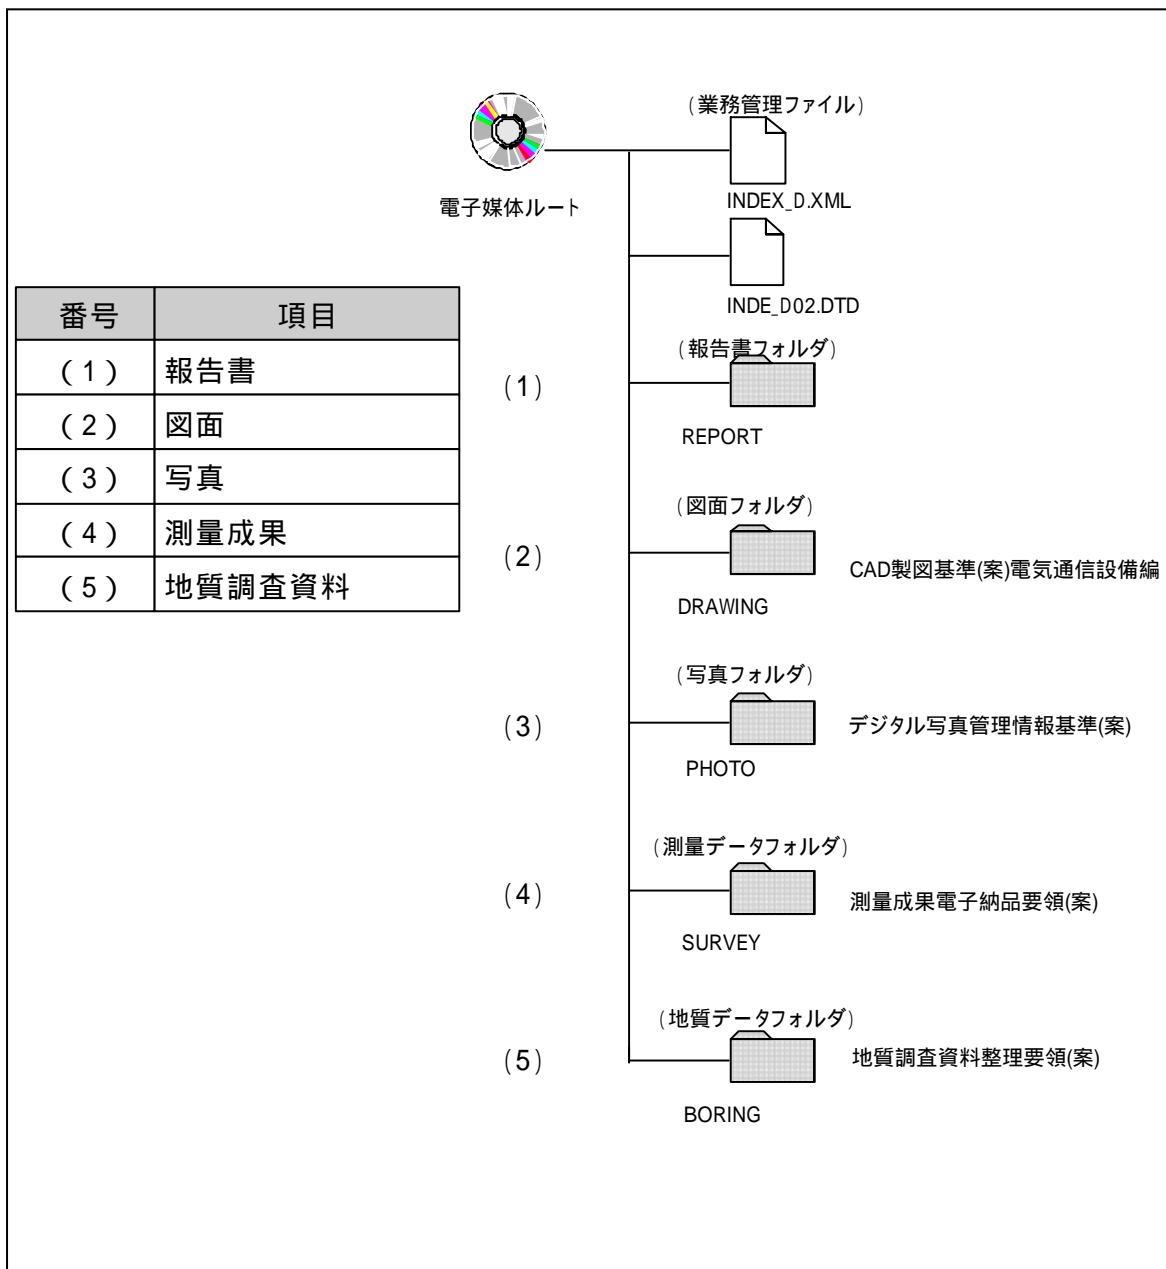 (業務管理ファイル)
電子媒体ルート
INDEX_D.XML
INDE_D02.DTD
番号 項目
(1) 報告書
(2) 図面
(3) 写真
(4) 測量成果
(5) 地質調査資料
(報告書フォルダ)
(1)
REPORT
(図面フォルダ)
(2)
CAD製図基準(案)電気通信設備編
DRAWING
(写真フォルダ)
(3)
デジタル写真管理情報基準(案)
PHOTO
(測量データフォルダ)
(4)
測量成果電子納品要領(案)
SURVEY
(地質データフォルダ)
(5)
地質調査資料整理要領(案)
BORING